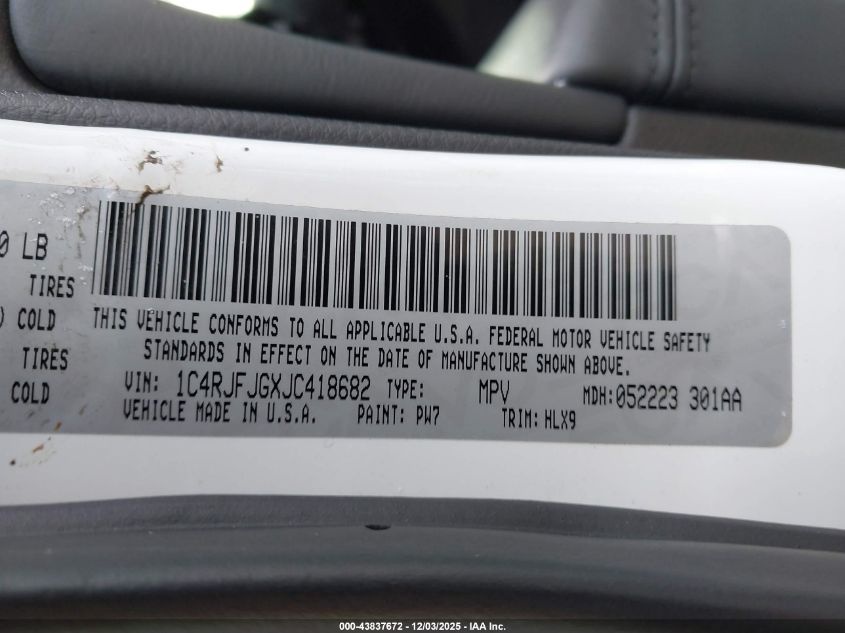 0 LB
TIRES
) COLD
TIRES
COLD
THIS VEHICLE CONFORMS TO ALL APPLICABLE U.S.A. FEDERAL MOTOR VEHICLE SAFETY
STANDARDS IN EFFECT ON THE DATE OF MANUFACTURE SHOWN ABOVE.
VIN: 1C4RJFJGXJC418682 TYPE: MPV MDH:052223 301AA
VEHICLE MADE IN U.S.A. PAINT: PW7 TRIM: HLX9
000-43837672 - 12/03/2025 - IAA Inc.